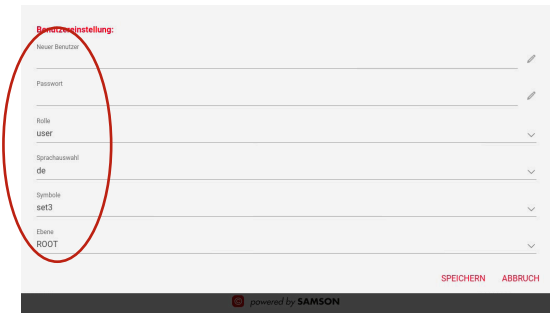 Benutzereinstellung:
Neuer Benutzer
Passwort
Rolle
user
Sprachauswahl
de
Symbole
set3
Ebene
ROOT
SPEICHERN ABBRUCH
powered by SAMSON